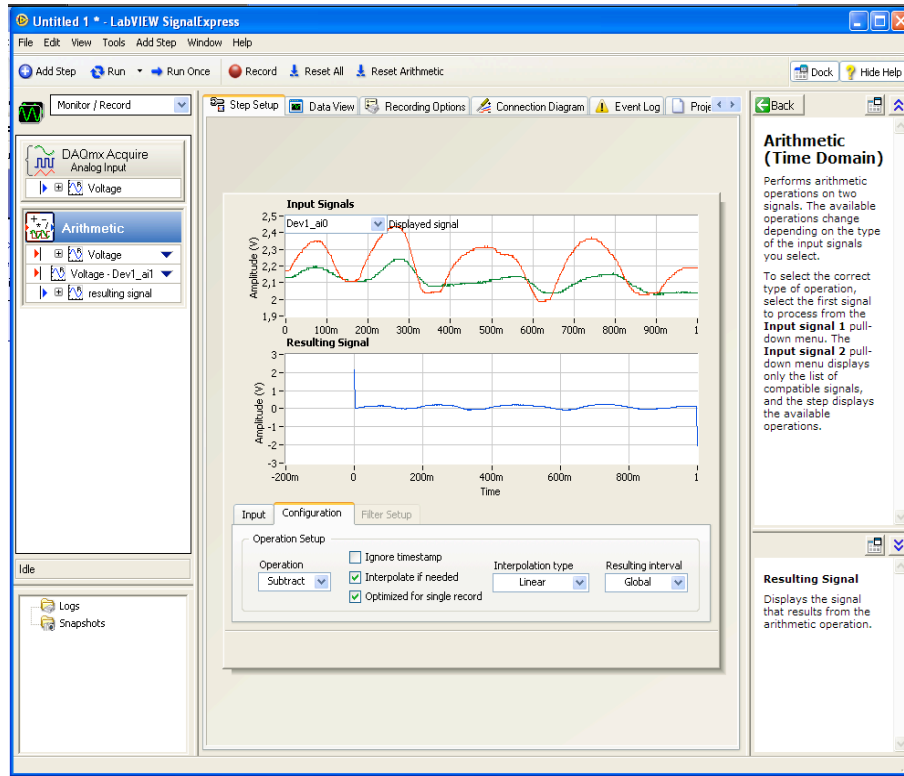 Untitled 1 * - LabVIEW SignalExpress
File Edit View Tools Add Step Window Help
Add Step Run Run Once Record Reset All Reset Arithmetic Dock Hide Help
Monitor / Record
Step Setup Data View Recording Options Connection Diagram Event Log Proje
Back
DAQmx Acquire
Analog Input
Voltage
Arithmetic
Voltage
Voltage - Dev1_ai1
resulting signal
Idle
Logs
Snapshots
Input Signals
Dev1_ai0 Displayed signal
Amplitude (V)
2,5
2,4
2,3
2,2
2,1
2
1,9
0 100m 200m 300m 400m 500m 600m 700m 800m 900m 1
Resulting Signal
Amplitude (V)
3
2
1
0
-1
-2
-3
-200m 0 200m 400m 600m 800m 1
Time
Input Configuration Filter Setup
Operation Setup
Operation
Subtract
Ignore timestamp
Interpolate if needed
Optimized for single record
Interpolation type
Linear
Resulting interval
Global
Arithmetic
(Time Domain)
Performs arithmetic
operations on two
signals. The available
operations change
depending on the type
of the input signals
you select.
To select the correct
type of operation,
select the first signal
to process from the
Input signal 1 pull-
down menu. The
Input signal 2 pull-
down menu displays
only the list of
compatible signals,
and the step displays
the available
operations.
Resulting Signal
Displays the signal
that results from the
arithmetic operation.